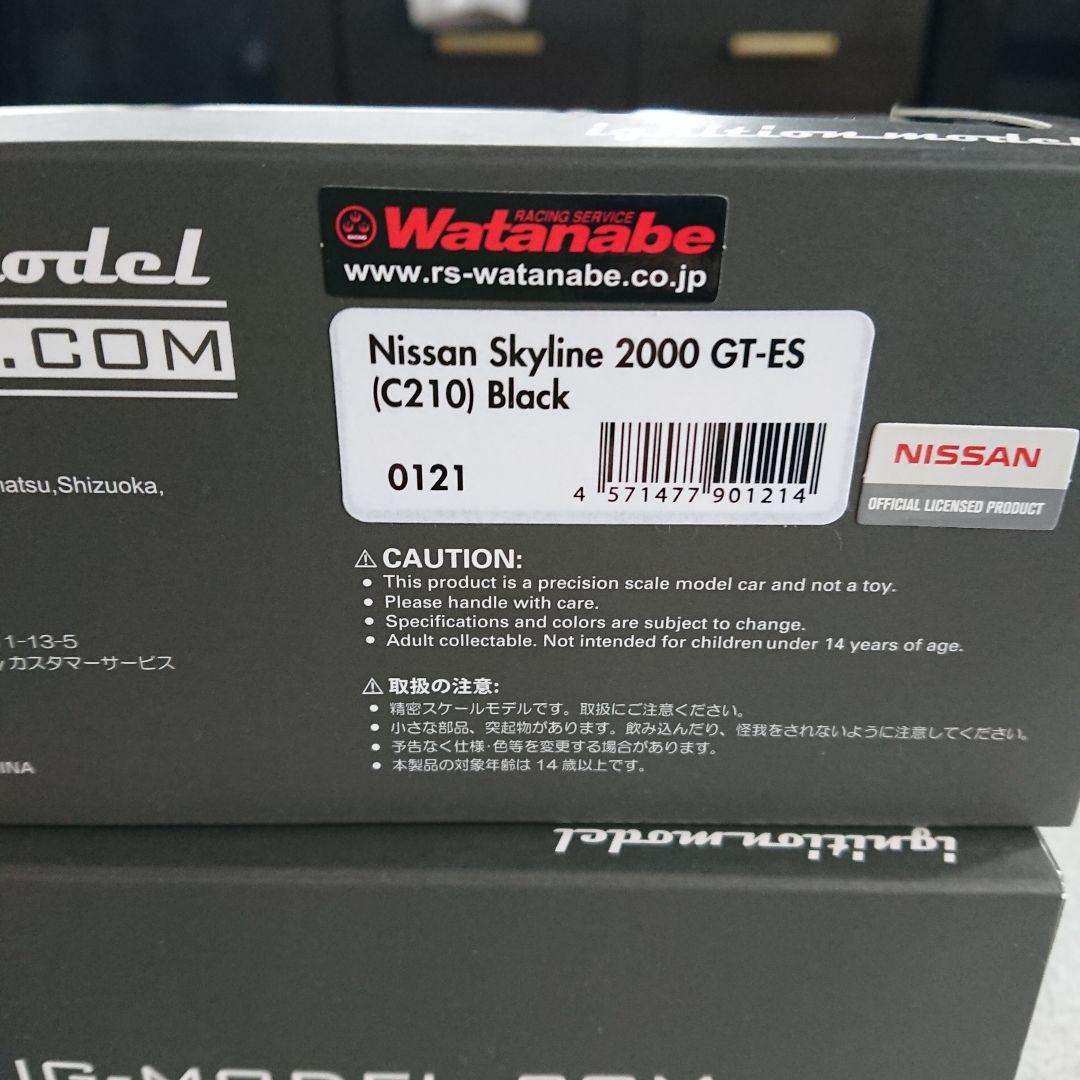 ignition model
odel
.COM
RACING SERVICE
Watanabe
RACING
www.rs-watanabe.co.jp
Nissan Skyline 2000 GT-ES
(C210) Black
0121
4 571477 901214
NISSAN
OFFICIAL LICENSED PRODUCT
matsu,Shizuoka,
1-13-5
y カスタマーサービス
INA
⚠ CAUTION:
• This product is a precision scale model car and not a toy.
• Please handle with care.
• Specifications and colors are subject to change.
• Adult collectable. Not intended for children under 14 years of age.
⚠ 取扱の注意:
• 精密スケールモデルです。取扱にご注意ください。
• 小さな部品、突起物があります。飲み込んだり、怪我をされないように注意してください。
• 予告なく仕様・色等を変更する場合があります。
• 本製品の対象年齢は14歳以上です。
ignition model
IG-MODEL.COM